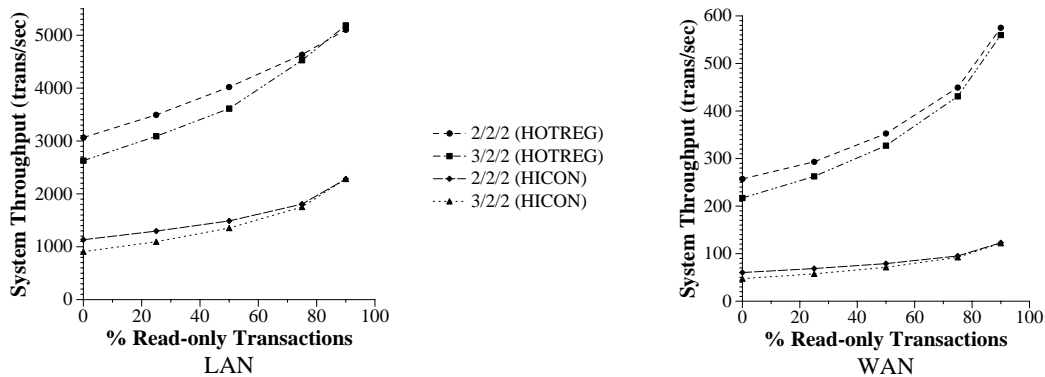 System Throughput (trans/sec)
5000
4000
3000
2000
1000
0
0 20 40 60 80 100
% Read-only Transactions
LAN
2/2/2 (HOTREG)
3/2/2 (HOTREG)
2/2/2 (HICON)
3/2/2 (HICON)
System Throughput (trans/sec)
600
500
400
300
200
100
0
0 20 40 60 80 100
% Read-only Transactions
WAN